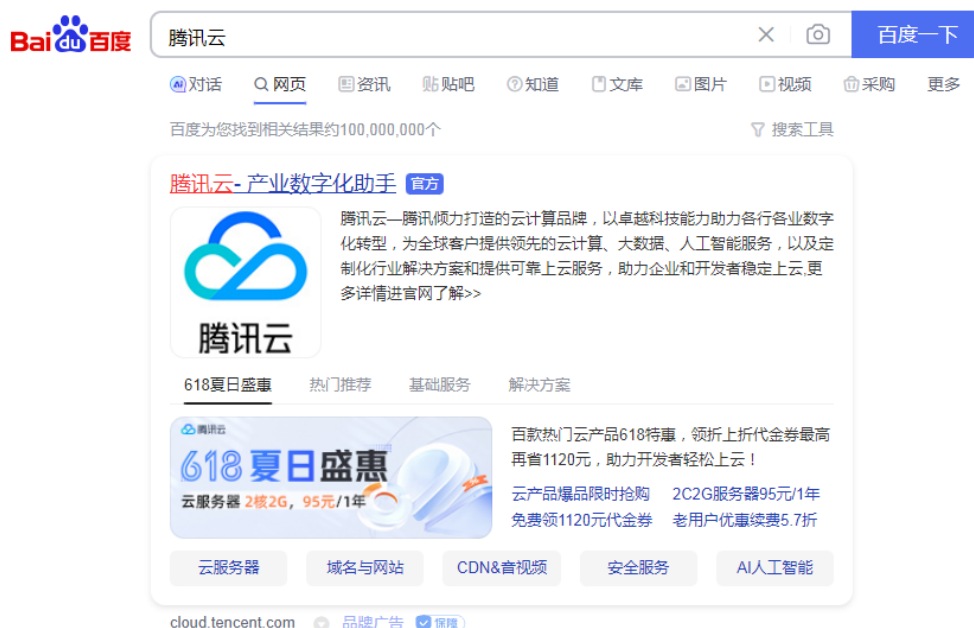 Bai du 百度
腾讯云
百度一下
对话 网页 资讯 贴吧 知道 文库 图片 视频 采购 更多
百度为您找到相关结果约100,000,000个
搜索工具
腾讯云- 产业数字化助手 官方
腾讯云—腾讯倾力打造的云计算品牌，以卓越科技能力助力各行各业数字
化转型，为全球客户提供领先的云计算、大数据、人工智能服务，以及定
制化行业解决方案和提供可靠上云服务，助力企业和开发者稳定上云,更
多详情进官网了解>>
腾讯云
618夏日盛惠 热门推荐 基础服务 解决方案
腾讯云
618夏日盛惠
云服务器 2核2G，95元/1年
百款热门云产品618特惠，领折上折代金券最高
再省1120元，助力开发者轻松上云！
云产品爆品限时抢购 2C2G服务器95元/1年
免费领1120元代金券 老用户优惠续费5.7折
云服务器 域名与网站 CDN&音视频 安全服务 AI人工智能
cloud.tencent.com 品牌广告 保障